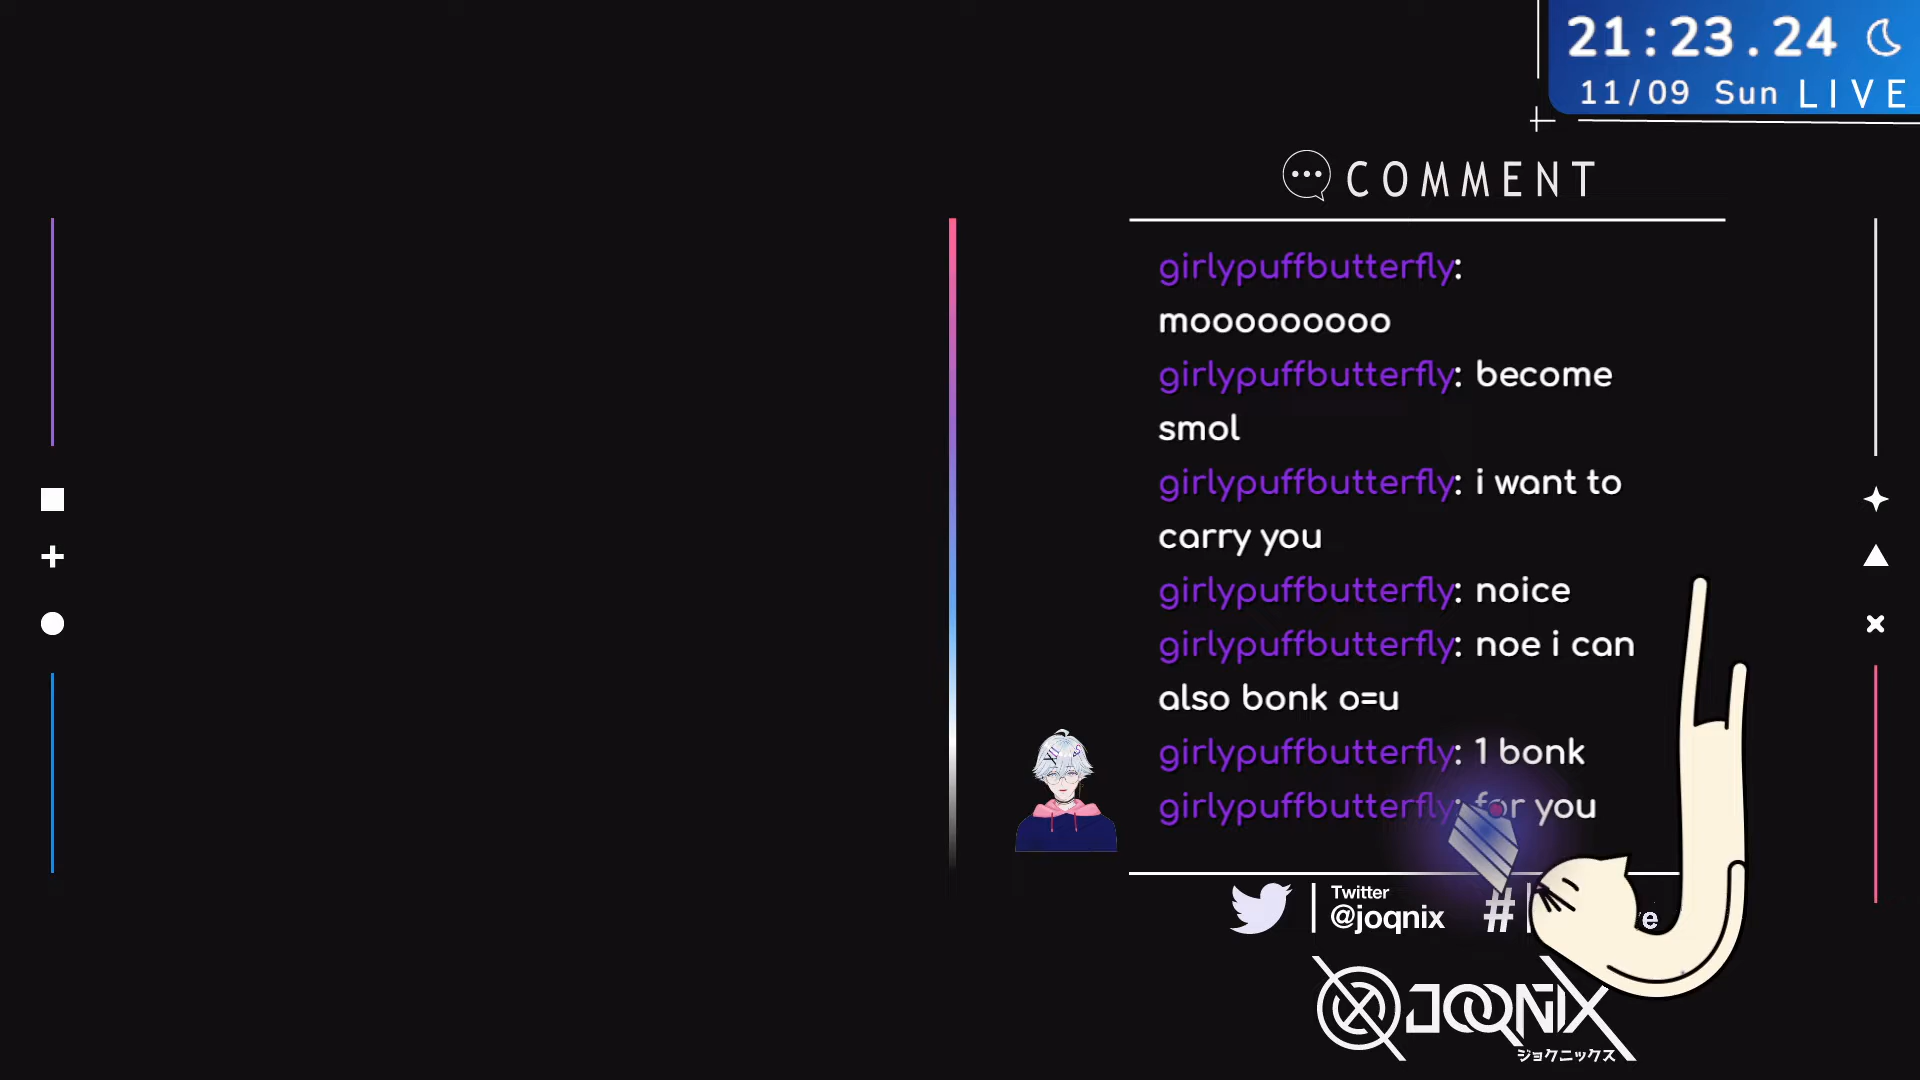 21:23.24
11/09 Sun LIVE
COMMENT
girlypuffbutterfly:
mooooooooo
girlypuffbutterfly: become
smol
girlypuffbutterfly: i want to
carry you
girlypuffbutterfly: noice
girlypuffbutterfly: noe i can
also bonk o=u
girlypuffbutterfly: 1 bonk
girlypuffbutterfly: for you
Twitter
@joqnix
#
JOQNIX
ジョクニックス